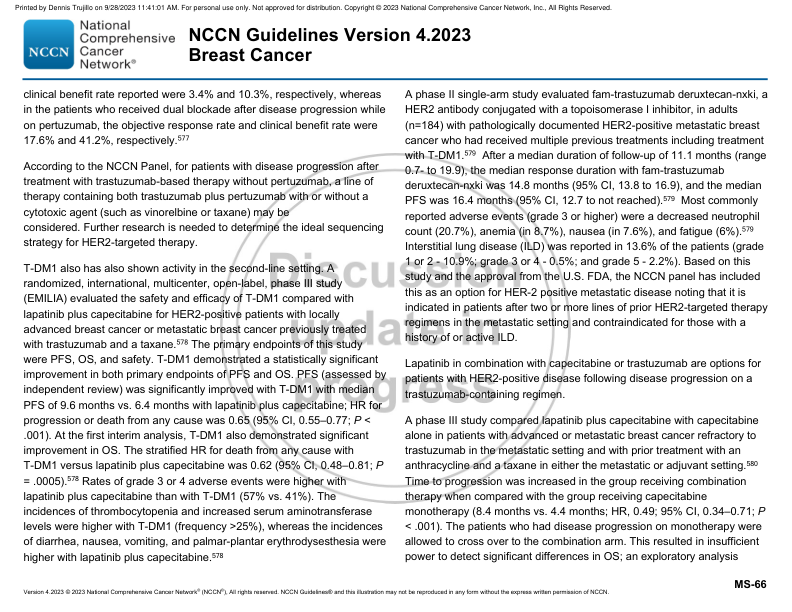 Printed by Dennis Trujillo on 9/28/2023 11:41:01 AM. For personal use only. Not approved for distribution. Copyright © 2023 National Comprehensive Cancer Network, Inc., All Rights Reserved.
NCCN
National
Comprehensive
Cancer
Network®
NCCN Guidelines Version 4.2023
Breast Cancer
clinical benefit rate reported were 3.4% and 10.3%, respectively, whereas
in the patients who received dual blockade after disease progression while
on pertuzumab, the objective response rate and clinical benefit rate were
17.6% and 41.2%, respectively.577
According to the NCCN Panel, for patients with disease progression after
treatment with trastuzumab-based therapy without pertuzumab, a line of
therapy containing both trastuzumab plus pertuzumab with or without a
cytotoxic agent (such as vinorelbine or taxane) may be
considered. Further research is needed to determine the ideal sequencing
strategy for HER2-targeted therapy.
T-DM1 also has also shown activity in the second-line setting. A
randomized, international, multicenter, open-label, phase III study
(EMILIA) evaluated the safety and efficacy of T-DM1 compared with
lapatinib plus capecitabine for HER2-positive patients with locally
advanced breast cancer or metastatic breast cancer previously treated
with trastuzumab and a taxane.578 The primary endpoints of this study
were PFS, OS, and safety. T-DM1 demonstrated a statistically significant
improvement in both primary endpoints of PFS and OS. PFS (assessed by
independent review) was significantly improved with T-DM1 with median
PFS of 9.6 months vs. 6.4 months with lapatinib plus capecitabine; HR for
progression or death from any cause was 0.65 (95% CI, 0.55–0.77; P <
.001). At the first interim analysis, T-DM1 also demonstrated significant
improvement in OS. The stratified HR for death from any cause with
T-DM1 versus lapatinib plus capecitabine was 0.62 (95% CI, 0.48–0.81; P
= .0005).578 Rates of grade 3 or 4 adverse events were higher with
lapatinib plus capecitabine than with T-DM1 (57% vs. 41%). The
incidences of thrombocytopenia and increased serum aminotransferase
levels were higher with T-DM1 (frequency >25%), whereas the incidences
of diarrhea, nausea, vomiting, and palmar-plantar erythrodysesthesia were
higher with lapatinib plus capecitabine.578
A phase II single-arm study evaluated fam-trastuzumab deruxtecan-nxki, a
HER2 antibody conjugated with a topoisomerase I inhibitor, in adults
(n=184) with pathologically documented HER2-positive metastatic breast
cancer who had received multiple previous treatments including treatment
with T-DM1.579 After a median duration of follow-up of 11.1 months (range
0.7- to 19.9), the median response duration with fam-trastuzumab
deruxtecan-nxki was 14.8 months (95% CI, 13.8 to 16.9), and the median
PFS was 16.4 months (95% CI, 12.7 to not reached).579 Most commonly
reported adverse events (grade 3 or higher) were a decreased neutrophil
count (20.7%), anemia (in 8.7%), nausea (in 7.6%), and fatigue (6%).579
Interstitial lung disease (ILD) was reported in 13.6% of the patients (grade
1 or 2 - 10.9%; grade 3 or 4 - 0.5%; and grade 5 - 2.2%). Based on this
study and the approval from the U.S. FDA, the NCCN panel has included
this as an option for HER-2 positive metastatic disease noting that it is
indicated in patients after two or more lines of prior HER2-targeted therapy
regimens in the metastatic setting and contraindicated for those with a
history of or active ILD.
Lapatinib in combination with capecitabine or trastuzumab are options for
patients with HER2-positive disease following disease progression on a
trastuzumab-containing regimen.
A phase III study compared lapatinib plus capecitabine with capecitabine
alone in patients with advanced or metastatic breast cancer refractory to
trastuzumab in the metastatic setting and with prior treatment with an
anthracycline and a taxane in either the metastatic or adjuvant setting.580
Time to progression was increased in the group receiving combination
therapy when compared with the group receiving capecitabine
monotherapy (8.4 months vs. 4.4 months; HR, 0.49; 95% CI, 0.34–0.71; P
< .001). The patients who had disease progression on monotherapy were
allowed to cross over to the combination arm. This resulted in insufficient
power to detect significant differences in OS; an exploratory analysis
Discussion
update in
progress
MS-66
Version 4.2023 © 2023 National Comprehensive Cancer Network® (NCCN®), All rights reserved. NCCN Guidelines® and this illustration may not be reproduced in any form without the express written permission of NCCN.